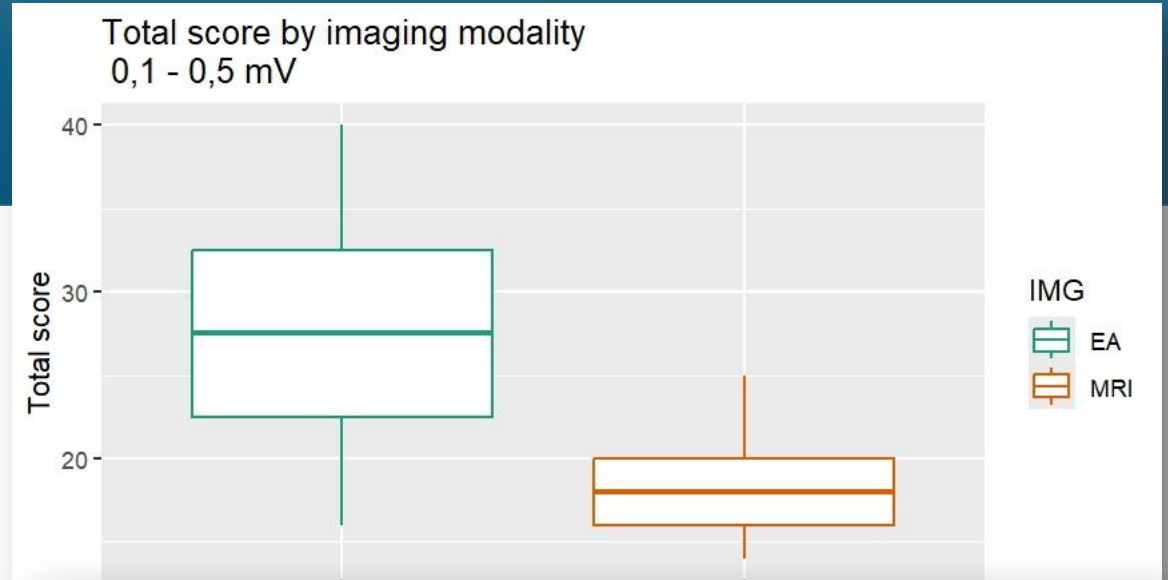 Total score by imaging modality
0,1 - 0,5 mV
40
30
20
Total score
IMG
EA
MRI